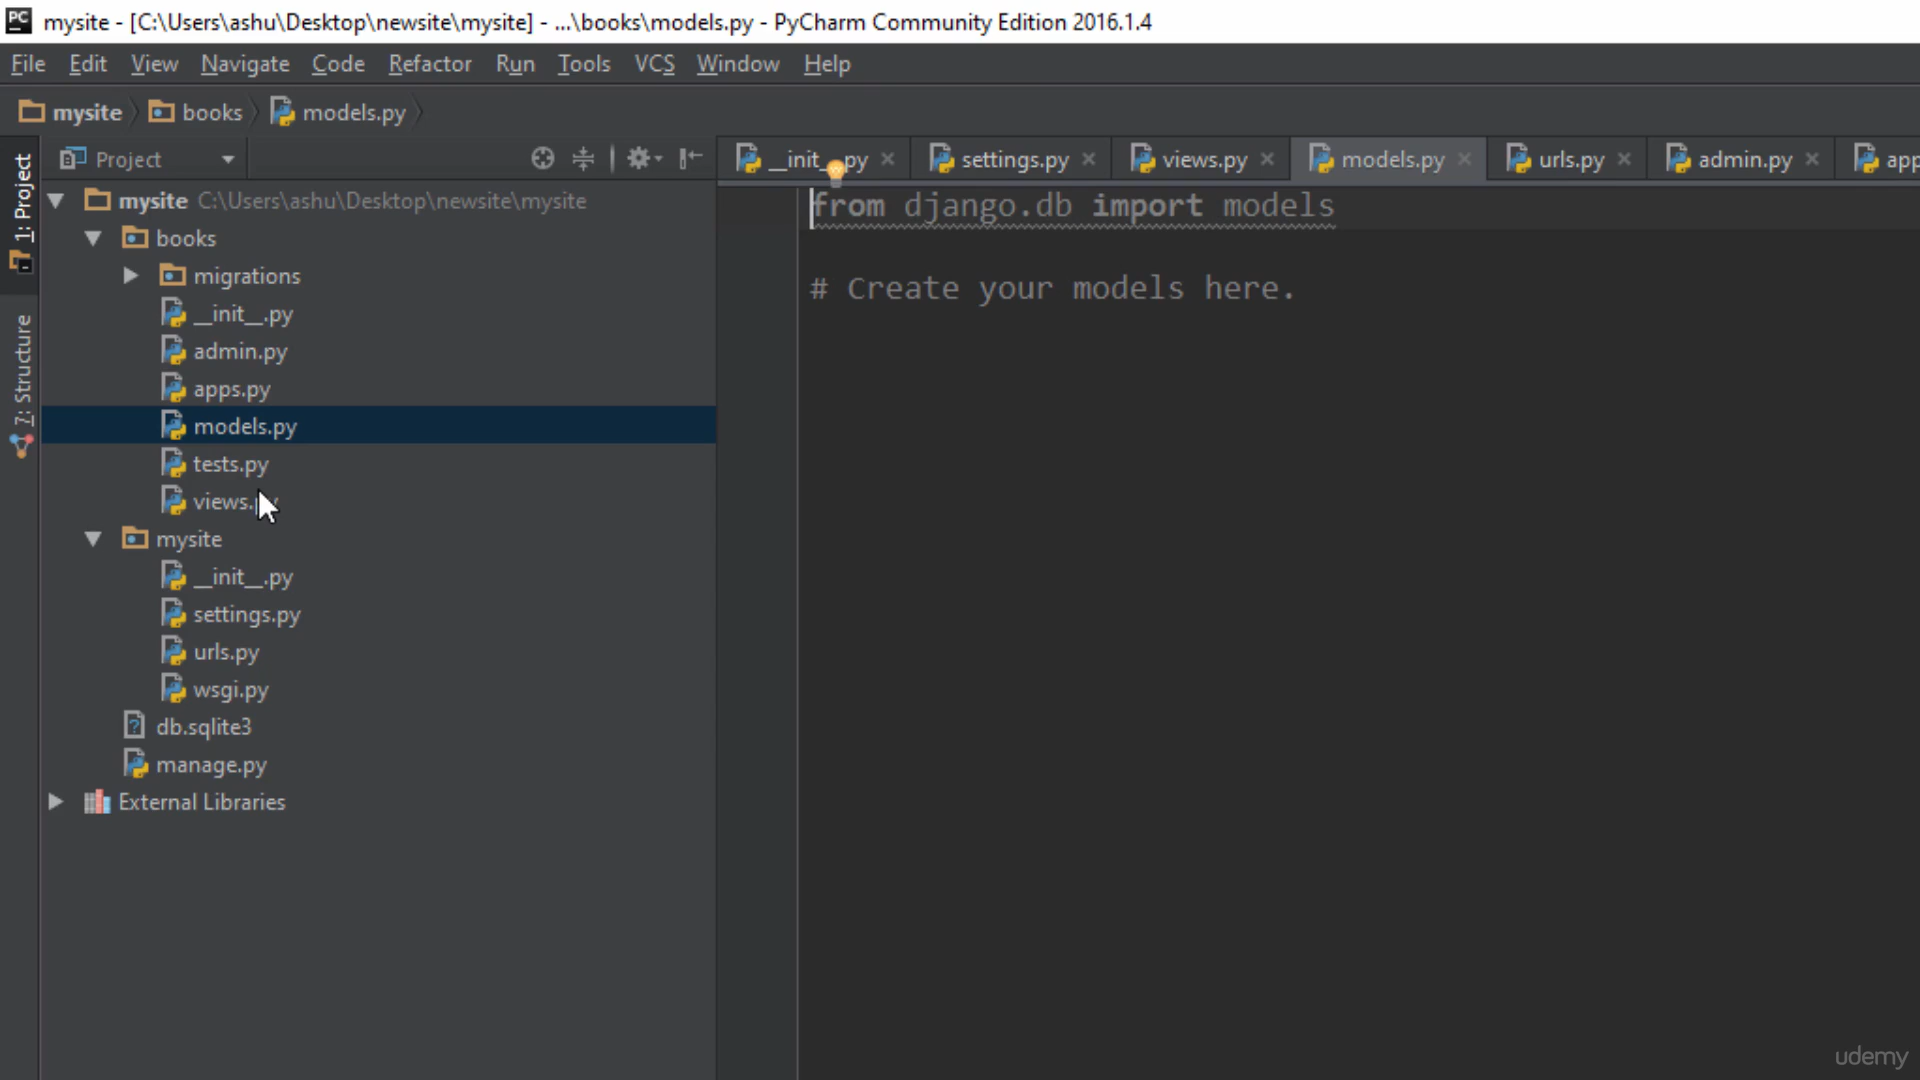 PC mysite - [C:\Users\ashu\Desktop\newsite\mysite] - ...\books\models.py - PyCharm Community Edition 2016.1.4
File Edit View Navigate Code Refactor Run Tools VCS Window Help
mysite books models.py
Project
__init__.py settings.py views.py models.py urls.py admin.py app
1: Project
7: Structure
mysite C:\Users\ashu\Desktop\newsite\mysite
books
migrations
__init__.py
admin.py
apps.py
models.py
tests.py
views.
mysite
__init__.py
settings.py
urls.py
wsgi.py
db.sqlite3
manage.py
External Libraries
from django.db import models
# Create your models here.
udemy